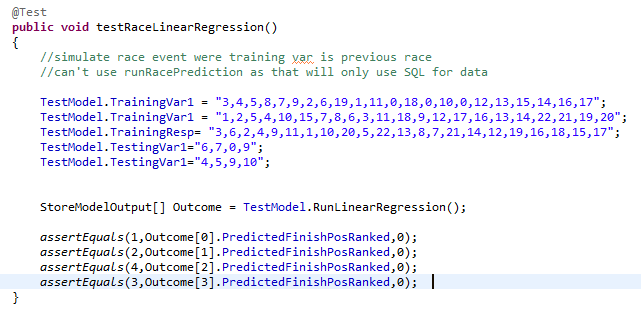 @Test
public void testRaceLinearRegression()
{
//simulate race event were training var is previous race
//can't use runRacePrediction as that will only use SQL for data
TestModel.TrainingVar1 = "3,4,5,8,7,9,2,6,19,1,11,0,18,0,10,0,12,13,15,14,16,17";
TestModel.TrainingVar1 = "1,2,5,4,10,15,7,8,6,3,11,18,9,12,17,16,13,14,22,21,19,20";
TestModel.TrainingResp= "3,6,2,4,9,11,1,10,20,5,22,13,8,7,21,14,12,19,16,18,15,17";
TestModel.TestingVar1="6,7,0,9";
TestModel.TestingVar1="4,5,9,10";
StoreModelOutput[] Outcome = TestModel.RunLinearRegression();
assertEquals(1,Outcome[0].PredictedFinishPosRanked,0);
assertEquals(2,Outcome[1].PredictedFinishPosRanked,0);
assertEquals(4,Outcome[2].PredictedFinishPosRanked,0);
assertEquals(3,Outcome[3].PredictedFinishPosRanked,0);
}